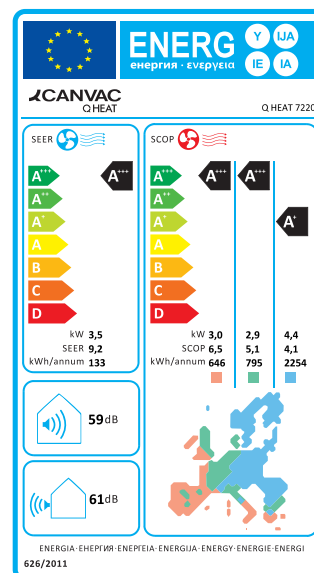 ENERG
енергия · ενεργεια
Y IJA
IE IA
CANVAC
Q HEAT
Q HEAT 7220
SEER
SCOP
A+++ A+++
A++
A+
A
B
C
D
A+++ A+++ A+++
A++
A+ A+
A
B
C
D
kW 3,5
SEER 9,2
kWh/annum 133
kW 3,0 2,9 4,4
SCOP 6,5 5,1 4,1
kWh/annum 646 795 2254
59dB
61dB
ENERGIA · ЕНЕРГИЯ · ΕΝΕΡΓΕΙΑ · ENERGIJA · ENERGY · ENERGIE · ENERGI
626/2011